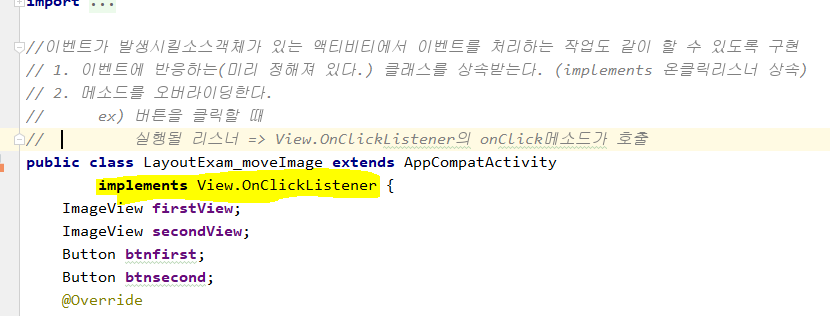 import ...
//이벤트가 발생시킬소스객체가 있는 액티비티에서 이벤트를 처리하는 작업도 같이 할 수 있도록 구현
// 1. 이벤트에 반응하는(미리 정해져 있다.) 클래스를 상속받는다. (implements 온클릭리스너 상속)
// 2. 메소드를 오버라이딩한다.
// ex) 버튼을 클릭할 때
// 실행될 리스너 => View.OnClickListener의 onClick메소드가 호출
public class LayoutExam_moveImage extends AppCompatActivity
implements View.OnClickListener {
ImageView firstView;
ImageView secondView;
Button btnfirst;
Button btnsecond;
@Override